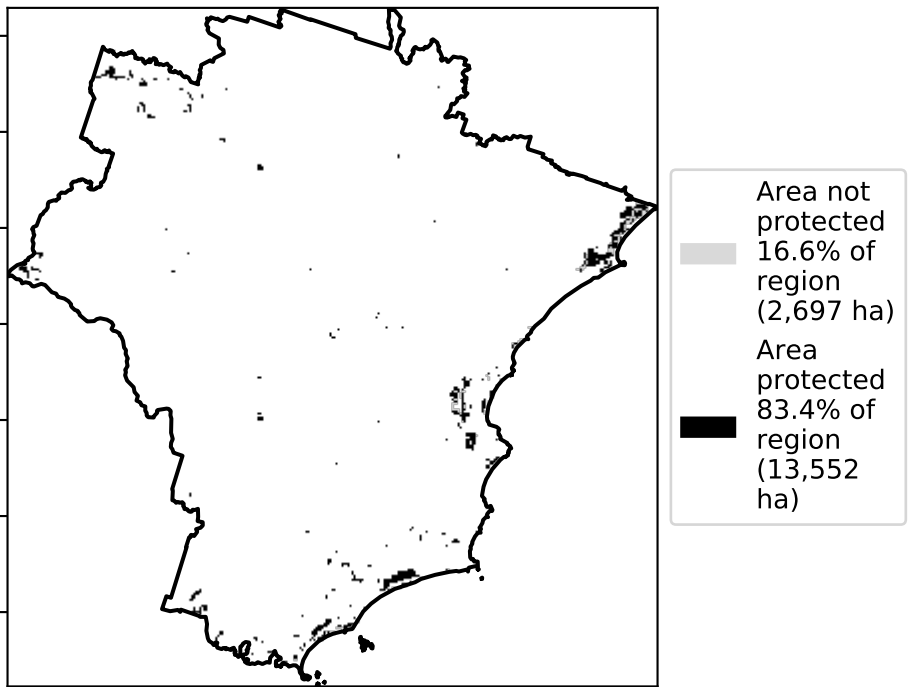 Area not
protected
16.6% of
region
(2,697 ha)
Area
protected
83.4% of
region
(13,552
ha)